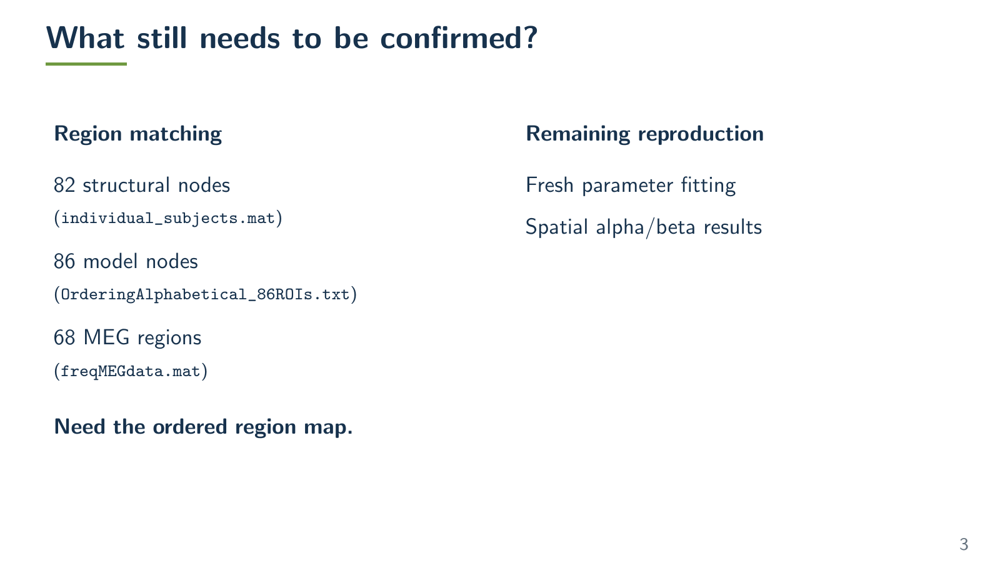 What still needs to be confirmed?
Region matching
82 structural nodes
(individual_subjects.mat)
86 model nodes
(OrderingAlphabetical_86ROIs.txt)
68 MEG regions
(freqMEGdata.mat)
Need the ordered region map.
Remaining reproduction
Fresh parameter fitting
Spatial alpha/beta results
3